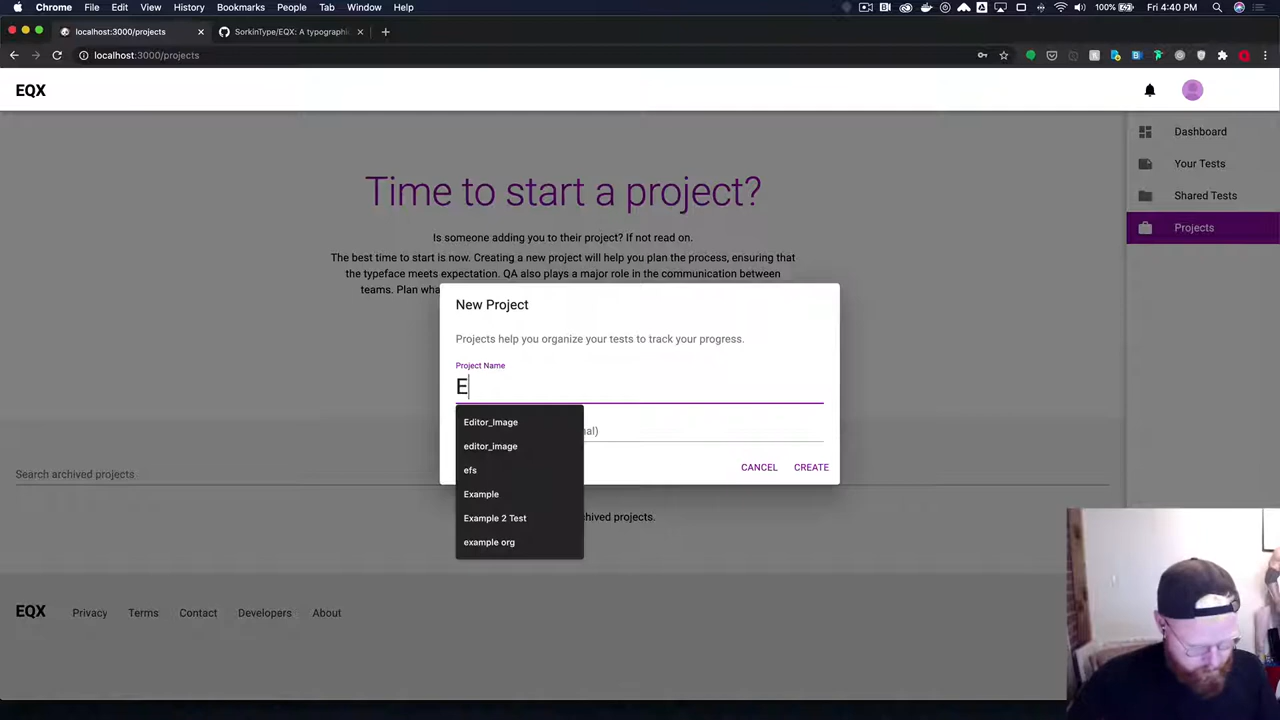 Chrome File Edit View History Bookmarks People Tab Window Help 100% Fri 4:40 PM
localhost:3000/projects SorkinType/EQX: A typographi
localhost:3000/projects
EQX
Dashboard
Your Tests
Shared Tests
Projects
Time to start a project?
Is someone adding you to their project? If not read on.
The best time to start is now. Creating a new project will help you plan the process, ensuring that
the typeface meets expectation. QA also plays a major role in the communication between
teams. Plan wha
New Project
Projects help you organize your tests to track your progress.
Project Name
E
Editor_Image
editor_image
efs
Example
Example 2 Test
example org
nal)
CANCEL CREATE
Search archived projects
chived projects.
EQX Privacy Terms Contact Developers About